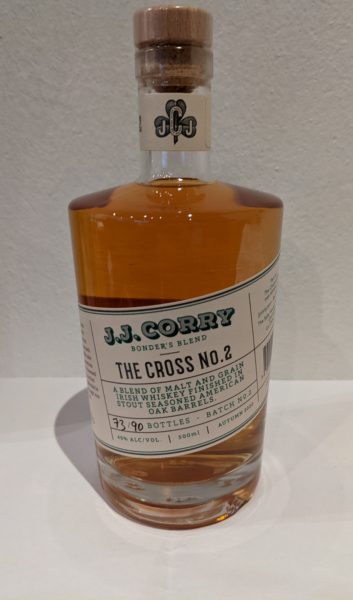 J C J
J.J. CORRY
BONDER'S BLEND
THE CROSS NO.2
A BLEND OF MALT AND GRAIN
IRISH WHISKEY FINISHED IN
STOUT SEASONED AMERICAN
OAK BARRELS.
73/90 BOTTLES - BATCH NO.
46% ALC/VOL. | 500ml | AUTUMN